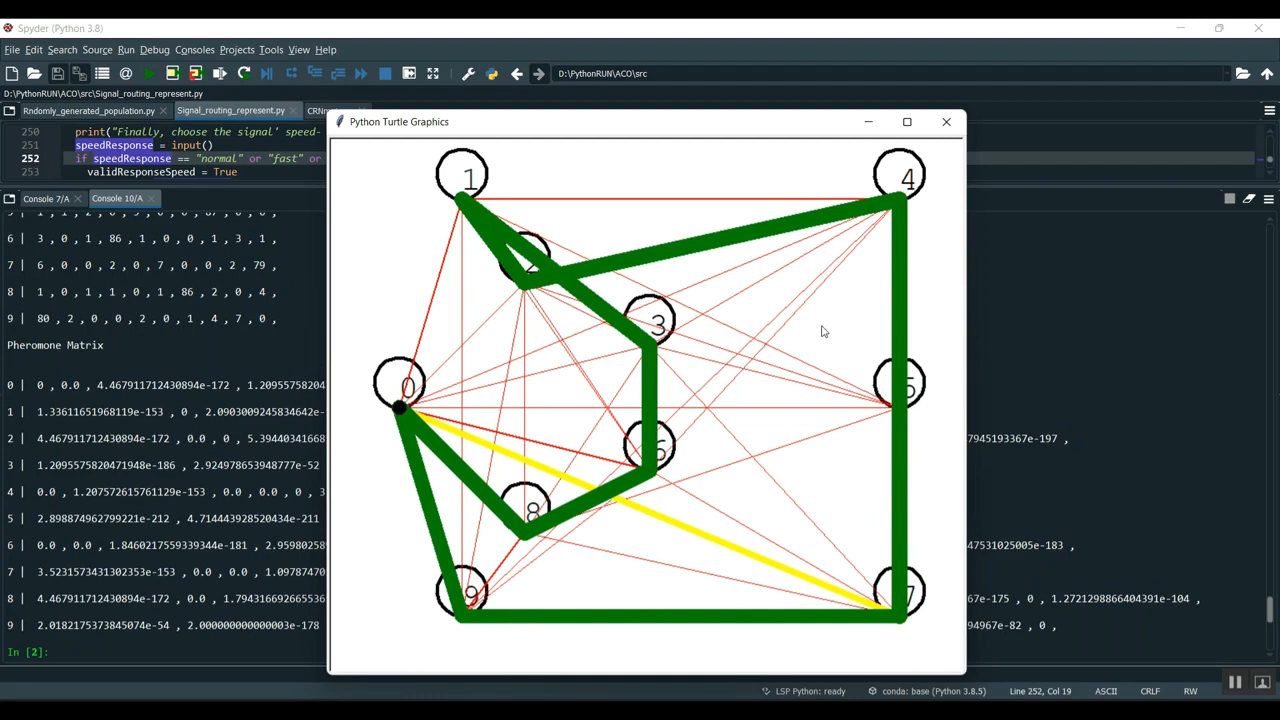 Spyder (Python 3.8)
File Edit Search Source Run Debug Consoles Projects Tools View Help
D:\PythonRUN\ACO\src
D:\PythonRUN\ACO\src\Signal_routing_represent.py
Rndomly_generated_population.py Signal_routing_represent.py
250 print("Finally, choose the signal' speed-
251 speedResponse = input()
252 if speedResponse == "normal" or "fast" or
253 validResponseSpeed = True
Console 7/A Console 10/A
6 | 3 , 0 , 1 , 86 , 1 , 0 , 0 , 1 , 3 , 1 ,
7 | 6 , 0 , 0 , 2 , 0 , 7 , 0 , 0 , 2 , 79 ,
8 | 1 , 0 , 1 , 1 , 0 , 1 , 86 , 2 , 0 , 4 ,
9 | 80 , 2 , 0 , 0 , 2 , 0 , 1 , 4 , 7 , 0 ,
Pheromone Matrix
0 | 0 , 0.0 , 4.467911712430894e-172 , 1.20955758204
1 | 1.33611651968119e-153 , 0 , 2.0903009245834642e-
2 | 4.467911712430894e-172 , 0.0 , 0 , 5.39440341668 7945193367e-197 ,
3 | 1.2095575820471948e-186 , 2.924978653948777e-52
4 | 0.0 , 1.207572615761129e-153 , 0.0 , 0.0 , 0 , 3
5 | 2.898874962799221e-212 , 4.714443928520434e-211
6 | 0.0 , 0.0 , 1.8460217559339344e-181 , 2.95980258 47531025005e-183 ,
7 | 3.5231573431302353e-153 , 0.0 , 0.0 , 1.09787470
8 | 4.467911712430894e-172 , 0.0 , 1.79431669266553​6 67e-175 , 0 , 1.2721298866404391e-104 ,
9 | 2.0182175373845074e-54 , 2.00000000000003e-178 94967e-82 , 0 ,
In [2]:
Python Turtle Graphics
1
4
2
3
0
5
6
8
9
7
LSP Python: ready conda: base (Python 3.8.5) Line 252, Col 19 ASCII CRLF RW